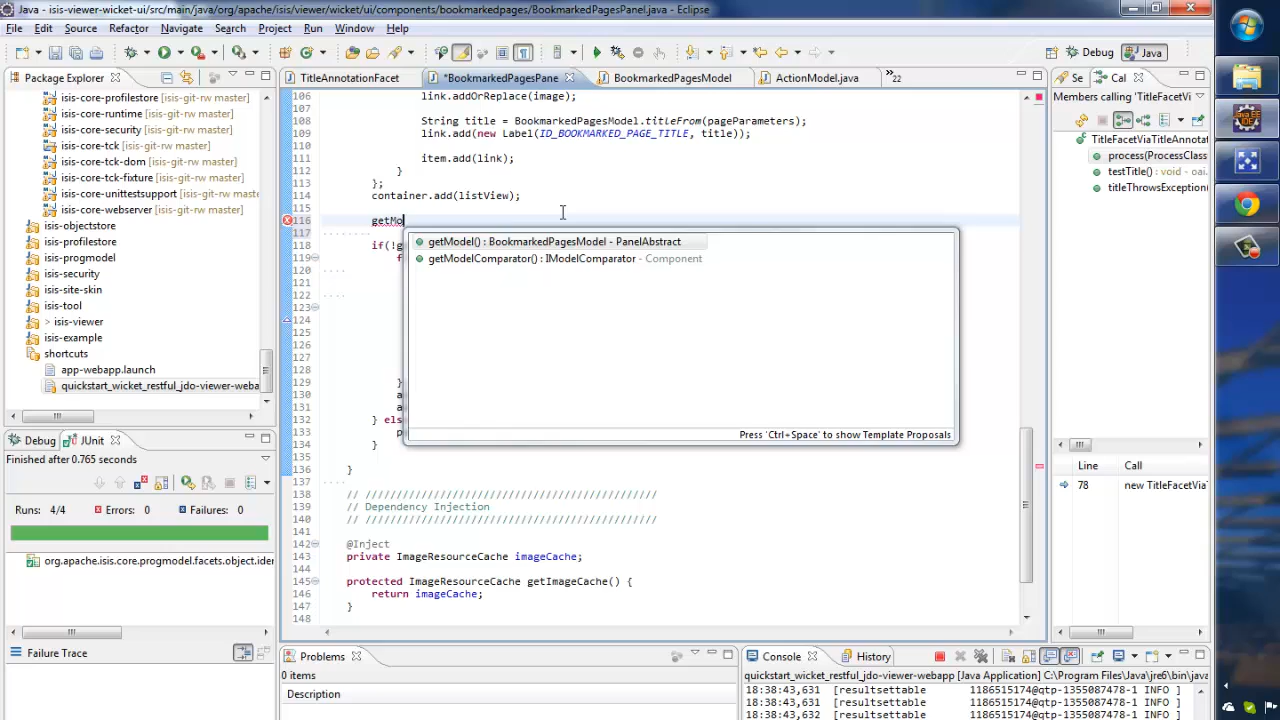 Java - isis-viewer-wicket-ui/src/main/java/org/apache/isis/viewer/wicket/ui/components/bookmarkedpages/BookmarkedPagesPanel.java - Eclipse
File Edit Source Refactor Navigate Search Project Run Window Help
Debug Java
Package Explorer
isis-core-profilestore (isis-git-rw master)
isis-core-runtime (isis-git-rw master)
isis-core-security (isis-git-rw master)
isis-core-tck (isis-git-rw master)
isis-core-tck-dom (isis-git-rw master)
isis-core-tck-fixture (isis-git-rw master)
isis-core-unittestsupport (isis-git-rw master)
isis-core-webserver (isis-git-rw master)
isis-objectstore
isis-profilestore
isis-progmodel
isis-security
isis-site-skin
isis-tool
> isis-viewer
isis-example
shortcuts
app-webapp.launch
quickstart_wicket_restful_jdo-viewer-weba
Debug JUnit
Finished after 0.765 seconds
Runs: 4/4 Errors: 0 Failures: 0
org.apache.isis.core.progmodel.facets.object.ider
Failure Trace
TitleAnnotationFacet *BookmarkedPagesPane BookmarkedPagesModel ActionModel.java »22
106 link.addOrReplace(image);
107
108 String title = BookmarkedPagesModel.titleFrom(pageParameters);
109 link.add(new Label(ID_BOOKMARKED_PAGE_TITLE, title));
110
111 item.add(link);
112 }
113 };
114 container.add(listView);
115
116 getMo
117
118 if(!g
119 f
120
121
122
123
124
125
126
127
128
129 }
130 a
131 a
132 } els
133 p
134 }
135
136 }
137
138 // ///////////////////////////////////////////////
139 // Dependency Injection
140 // ///////////////////////////////////////////////
141
142 @Inject
143 private ImageResourceCache imageCache;
144
145 protected ImageResourceCache getImageCache() {
146 return imageCache;
147 }
148
getModel() : BookmarkedPagesModel - PanelAbstract
getModelComparator() : IModelComparator - Component
Press 'Ctrl+Space' to show Template Proposals
Se Cal
Members calling 'TitleFacetVi
TitleFacetViaTitleAnnotation
process(ProcessClass
testTitle() : void - oai.
titleThrowsException(
Line Call
78 new TitleFacetVia
Problems
0 items
Description
Console History
quickstart_wicket_restful_jdo-viewer-webapp [Java Application] C:\Program Files\Java\jre6\bin\java
18:38:43,631 [resultsettable 1186515174@qtp-1355087478-1 INFO ]
18:38:43,631 [resultsettable 1186515174@qtp-1355087478-1 INFO ]
18:38:43,632 [resultsettable 1186515174@qtp-1355087478-1 INFO ]